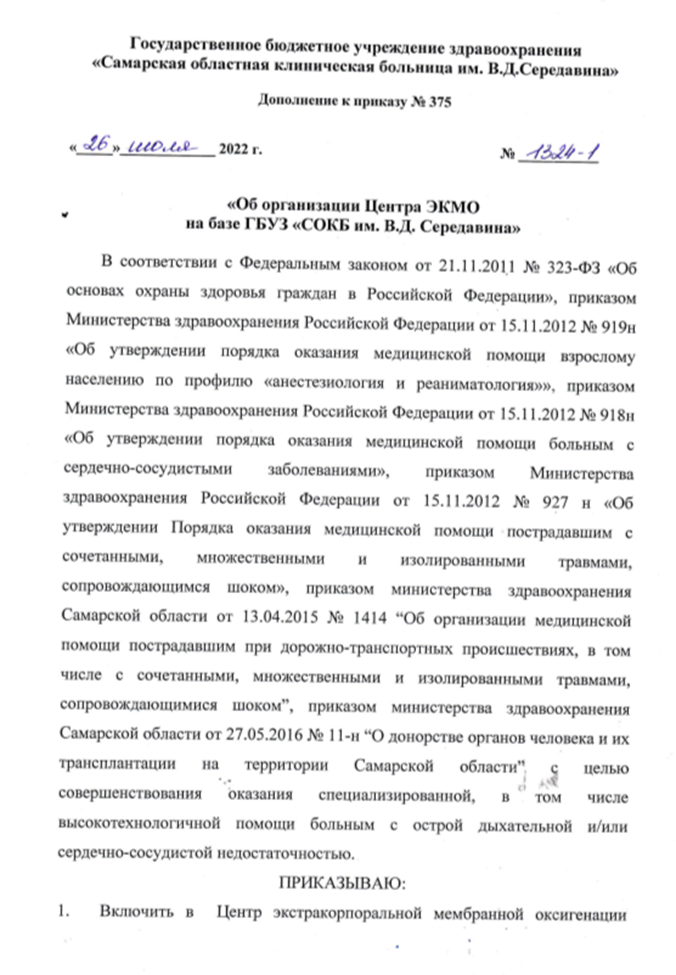 Государственное бюджетное учреждение здравоохранения
«Самарская областная клиническая больница им. В.Д.Середавина»
Дополнение к приказу № 375
«26» июля 2022 г. № 1324-1
«Об организации Центра ЭКМО
на базе ГБУЗ «СОКБ им. В.Д. Середавина»
В соответствии с Федеральным законом от 21.11.2011 № 323-ФЗ «Об
основах охраны здоровья граждан в Российской Федерации», приказом
Министерства здравоохранения Российской Федерации от 15.11.2012 № 919н
«Об утверждении порядка оказания медицинской помощи взрослому
населению по профилю «анестезиология и реаниматология»», приказом
Министерства здравоохранения Российской Федерации от 15.11.2012 № 918н
«Об утверждении порядка оказания медицинской помощи больным с
сердечно-сосудистыми заболеваниями», приказом Министерства
здравоохранения Российской Федерации от 15.11.2012 № 927 н «Об
утверждении Порядка оказания медицинской помощи пострадавшим с
сочетанными, множественными и изолированными травмами,
сопровождающимся шоком», приказом министерства здравоохранения
Самарской области от 13.04.2015 № 1414 “Об организации медицинской
помощи пострадавшим при дорожно-транспортных происшествиях, в том
числе с сочетанными, множественными и изолированными травмами,
сопровождающимися шоком”, приказом министерства здравоохранения
Самарской области от 27.05.2016 № 11-н “О донорстве органов человека и их
трансплантации на территории Самарской области” с целью
совершенствования оказания специализированной, в том числе
высокотехнологичной помощи больным с острой дыхательной и/или
сердечно-сосудистой недостаточностью.
ПРИКАЗЫВАЮ:
1. Включить в Центр экстракорпоральной мембранной оксигенации